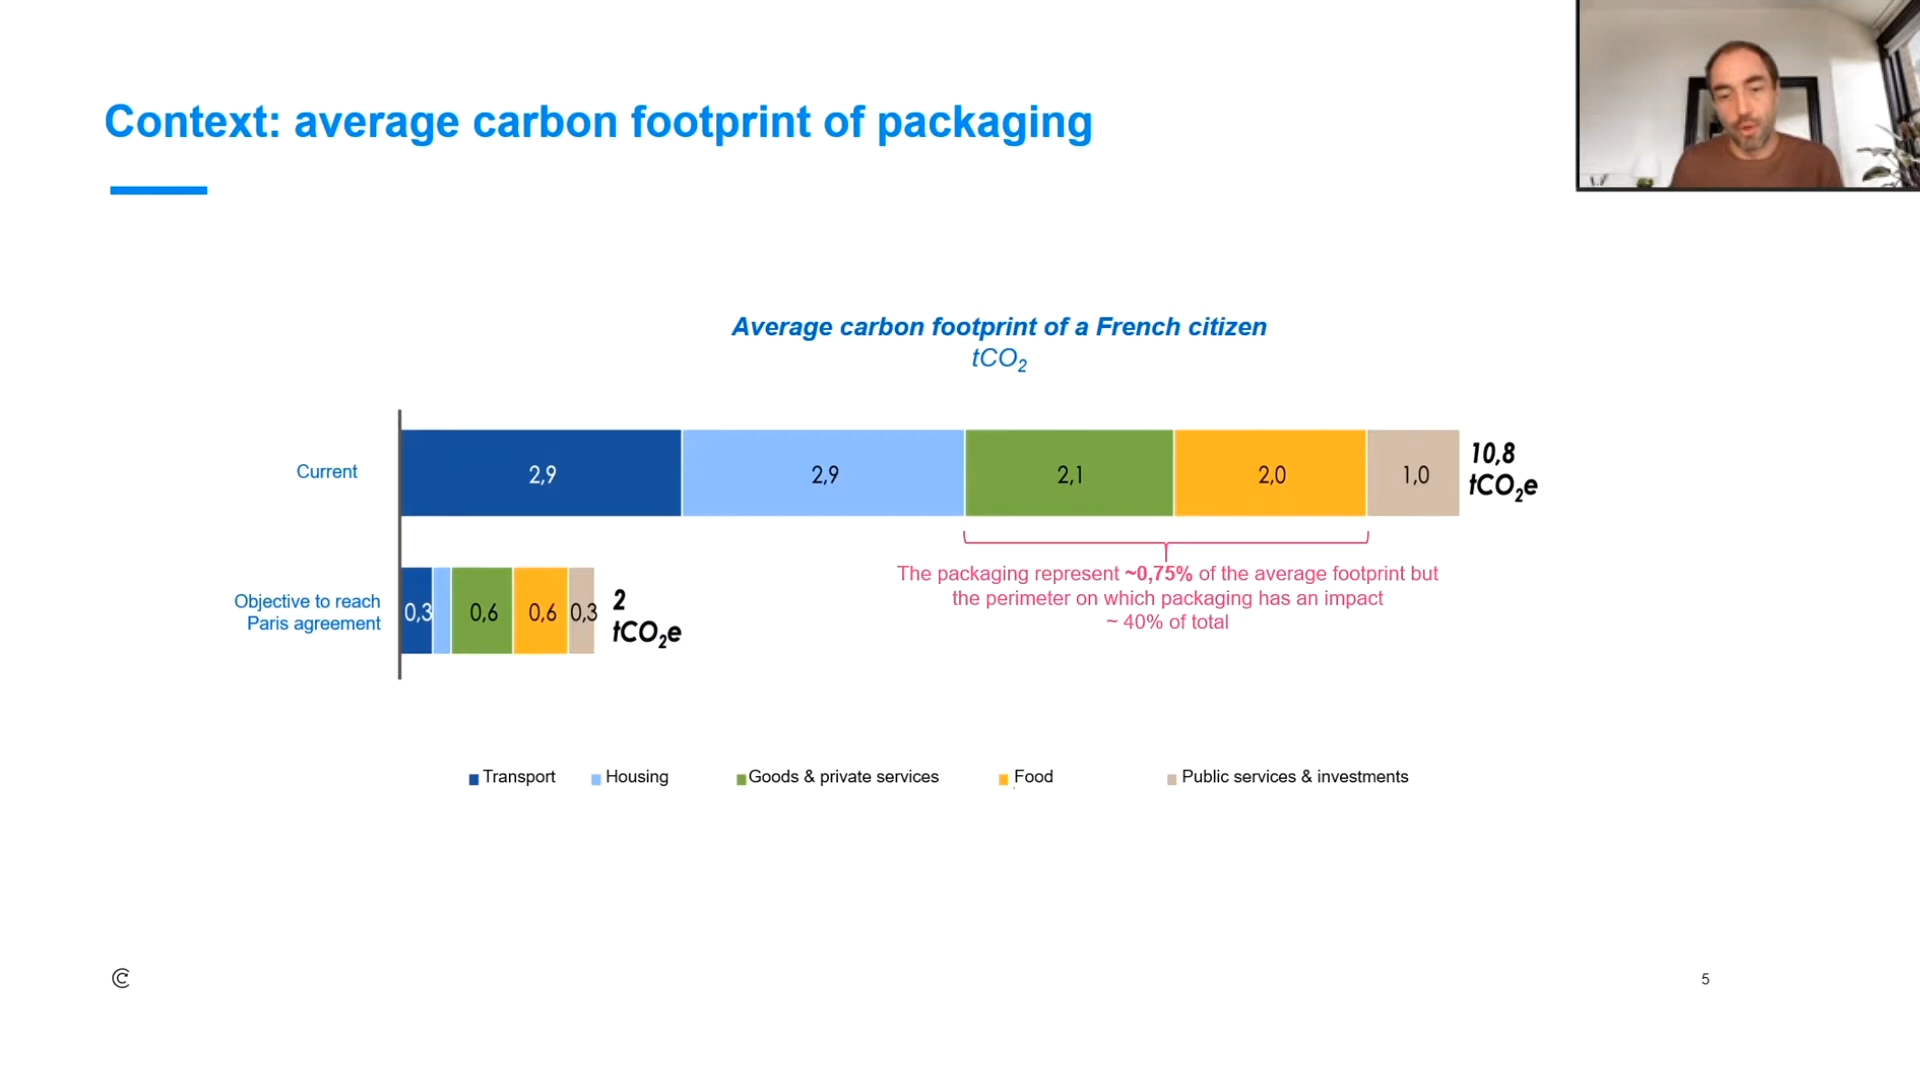 Context: average carbon footprint of packaging
Average carbon footprint of a French citizen
tCO₂
Current
2,9
2,9
2,1
2,0
1,0
10,8
tCO₂e
The packaging represent ~0,75% of the average footprint but
the perimeter on which packaging has an impact
~ 40% of total
Objective to reach
Paris agreement
0,3
0,6
0,6
0,3
2
tCO₂e
Transport
Housing
Goods & private services
Food
Public services & investments
5